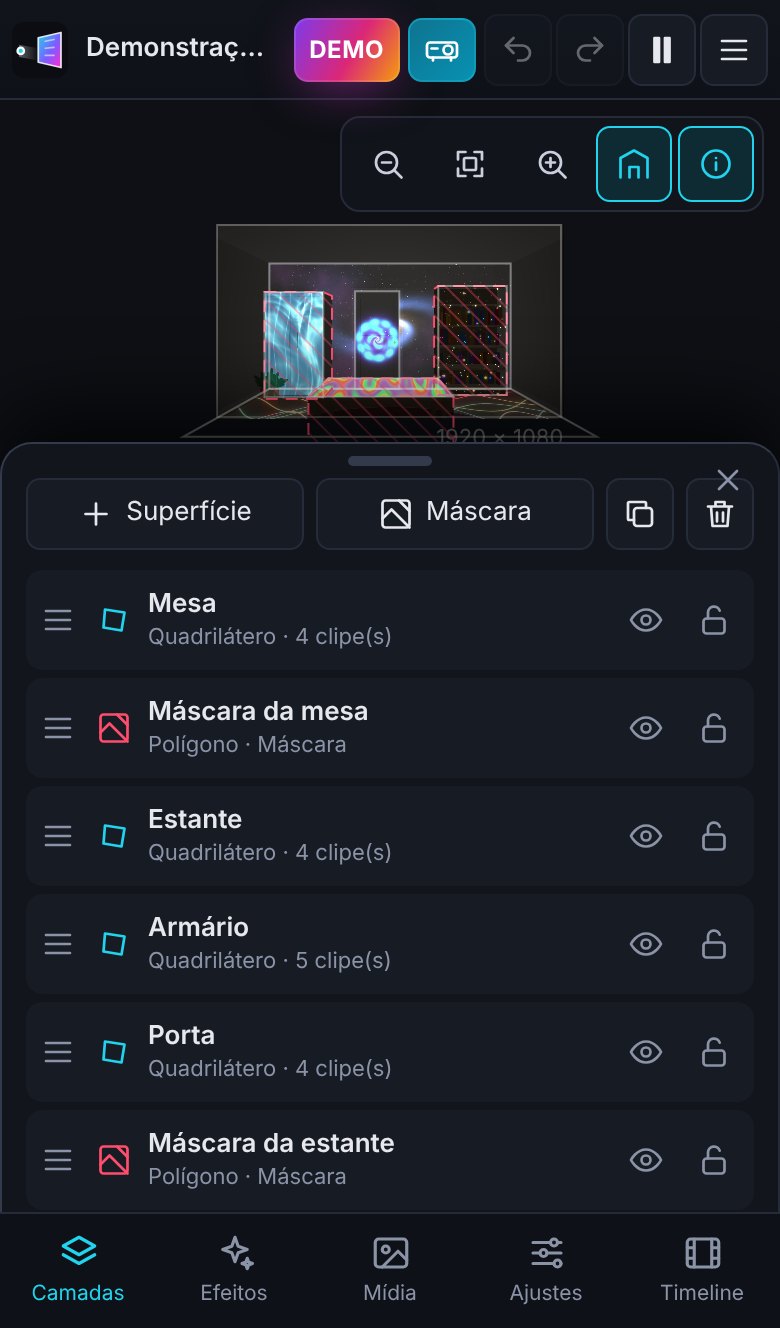 Demonstraç...
DEMO
1920 × 1080
Superfície
Máscara
Mesa
Quadrilátero · 4 clipe(s)
Máscara da mesa
Polígono · Máscara
Estante
Quadrilátero · 4 clipe(s)
Armário
Quadrilátero · 5 clipe(s)
Porta
Quadrilátero · 4 clipe(s)
Máscara da estante
Polígono · Máscara
Camadas
Efeitos
Mídia
Ajustes
Timeline